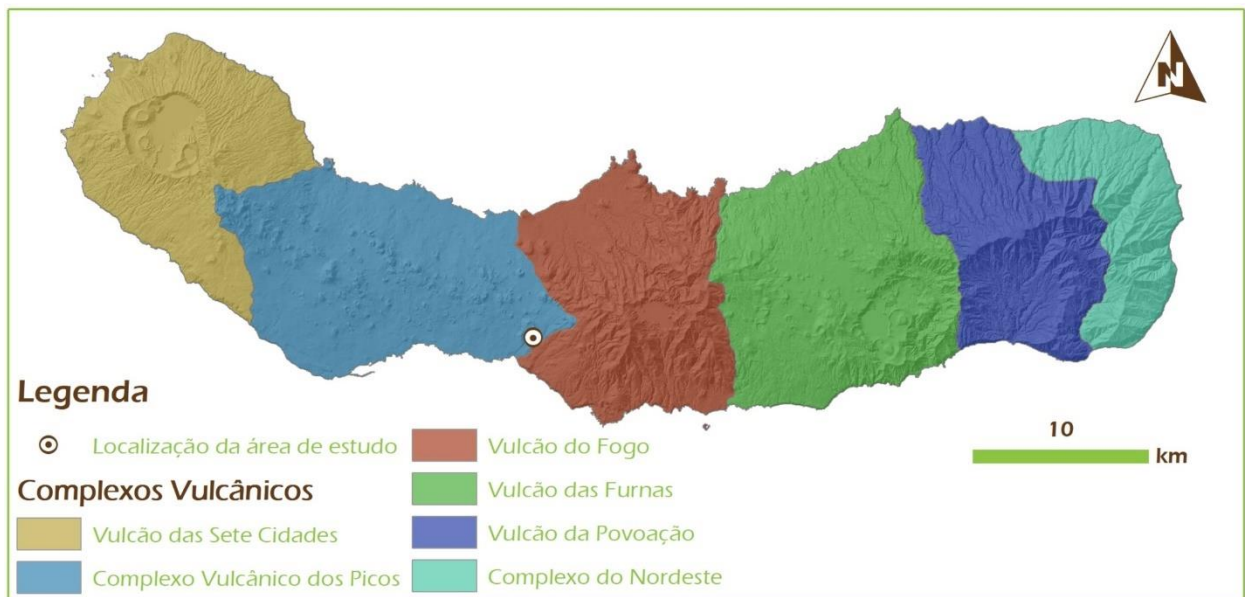 N
Legenda
Localização da área de estudo
Complexos Vulcânicos
Vulcão das Sete Cidades
Complexo Vulcânico dos Picos
Vulcão do Fogo
Vulcão das Furnas
Vulcão da Povoação
Complexo do Nordeste
10
km